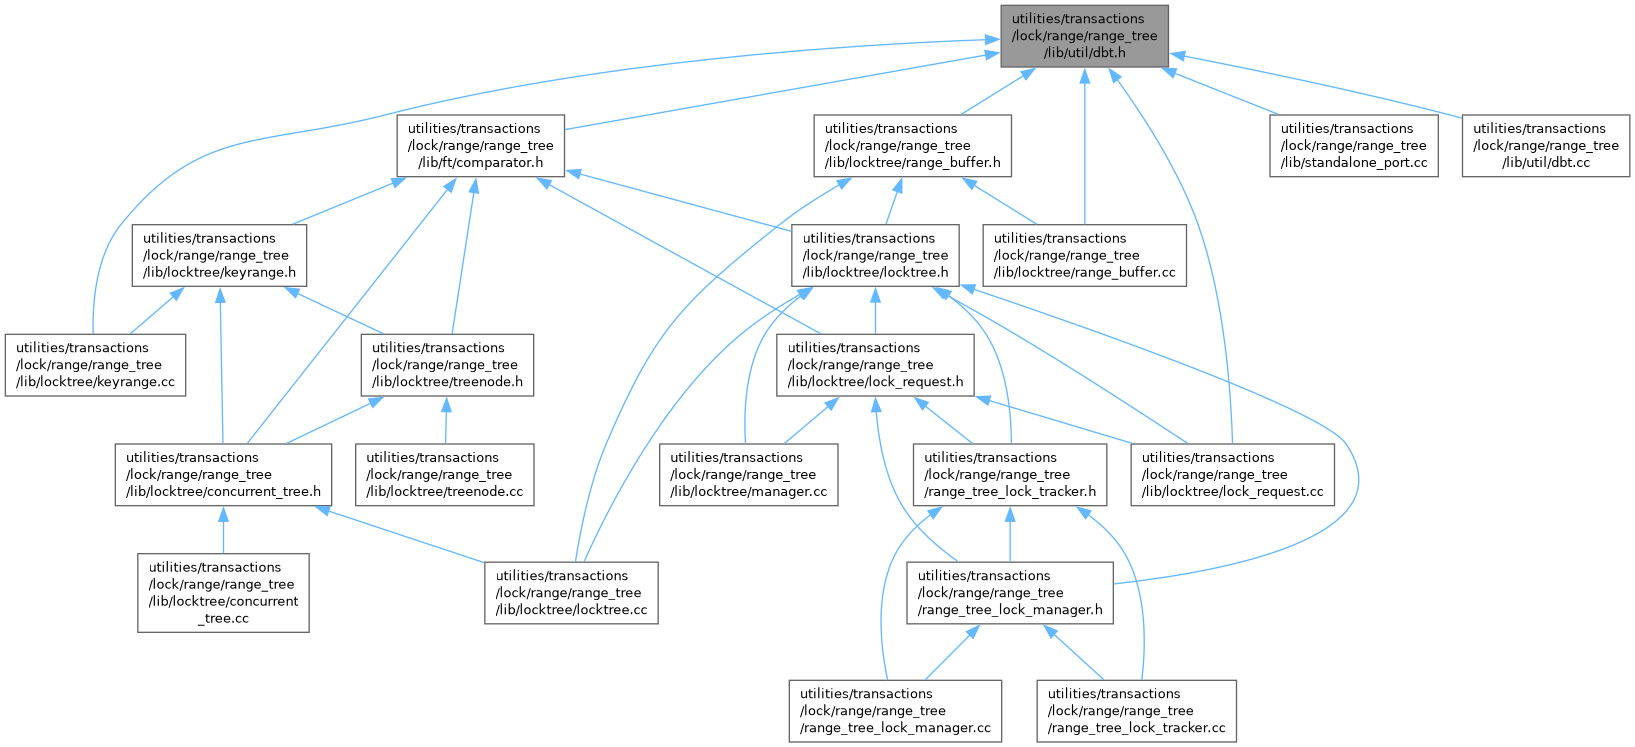 utilities/transactions
/lock/range/range_tree
/lib/util/dbt.h
utilities/transactions
/lock/range/range_tree
/lib/ft/comparator.h
utilities/transactions
/lock/range/range_tree
/lib/locktree/range_buffer.h
utilities/transactions
/lock/range/range_tree
/lib/standalone_port.cc
utilities/transactions
/lock/range/range_tree
/lib/util/dbt.cc
utilities/transactions
/lock/range/range_tree
/lib/locktree/keyrange.h
utilities/transactions
/lock/range/range_tree
/lib/locktree/locktree.h
utilities/transactions
/lock/range/range_tree
/lib/locktree/range_buffer.cc
utilities/transactions
/lock/range/range_tree
/lib/locktree/keyrange.cc
utilities/transactions
/lock/range/range_tree
/lib/locktree/treenode.h
utilities/transactions
/lock/range/range_tree
/lib/locktree/lock_request.h
utilities/transactions
/lock/range/range_tree
/lib/locktree/concurrent_tree.h
utilities/transactions
/lock/range/range_tree
/lib/locktree/treenode.cc
utilities/transactions
/lock/range/range_tree
/lib/locktree/manager.cc
utilities/transactions
/lock/range/range_tree
/range_tree_lock_tracker.h
utilities/transactions
/lock/range/range_tree
/lib/locktree/lock_request.cc
utilities/transactions
/lock/range/range_tree
/lib/locktree/concurrent
_tree.cc
utilities/transactions
/lock/range/range_tree
/lib/locktree/locktree.cc
utilities/transactions
/lock/range/range_tree
/range_tree_lock_manager.h
utilities/transactions
/lock/range/range_tree
/range_tree_lock_manager.cc
utilities/transactions
/lock/range/range_tree
/range_tree_lock_tracker.cc